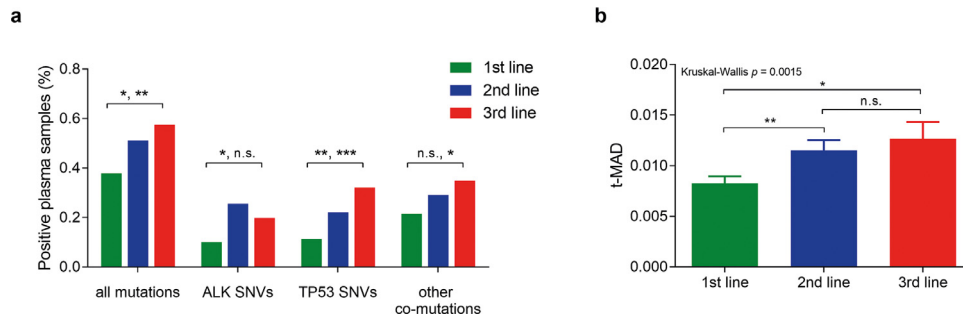 a
Positive plasma samples (%)
0.8
0.6
0.4
0.2
0.0
*, **
*, n.s.
**, ***
n.s., *
1st line
2nd line
3rd line
all mutations
ALK SNVs
TP53 SNVs
other
co-mutations
b
t-MAD
0.020
0.015
0.010
0.005
0.000
Kruskal-Wallis p = 0.0015
*
n.s.
**
1st line
2nd line
3rd line